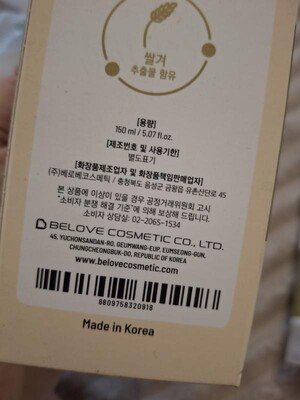 쌀겨
추출물 함유
[용량]
150 ml / 5.07 fl.oz.
[제조번호 및 사용기한]
별도표기
[화장품제조업자 및 화장품책임판매업자]
(주)베로베코스메틱 / 충청북도 음성군 금왕읍 유촌산단로 45
본 상품에 이상이 있을 경우 공정거래위원회 고시
"소비자 분쟁 해결 기준"에 의해 보상해 드립니다.
소비자 상담실: 02-2065-1534
BELOVE COSMETIC CO., LTD.
45, YUCHONSANDAN-RO, GEUMWANG-EUP, EUMSEONG-GUN,
CHUNGCHEONGBUK-DO, REPUBLIC OF KOREA
www.belovecosmetic.com
8809758320918
Made in Korea